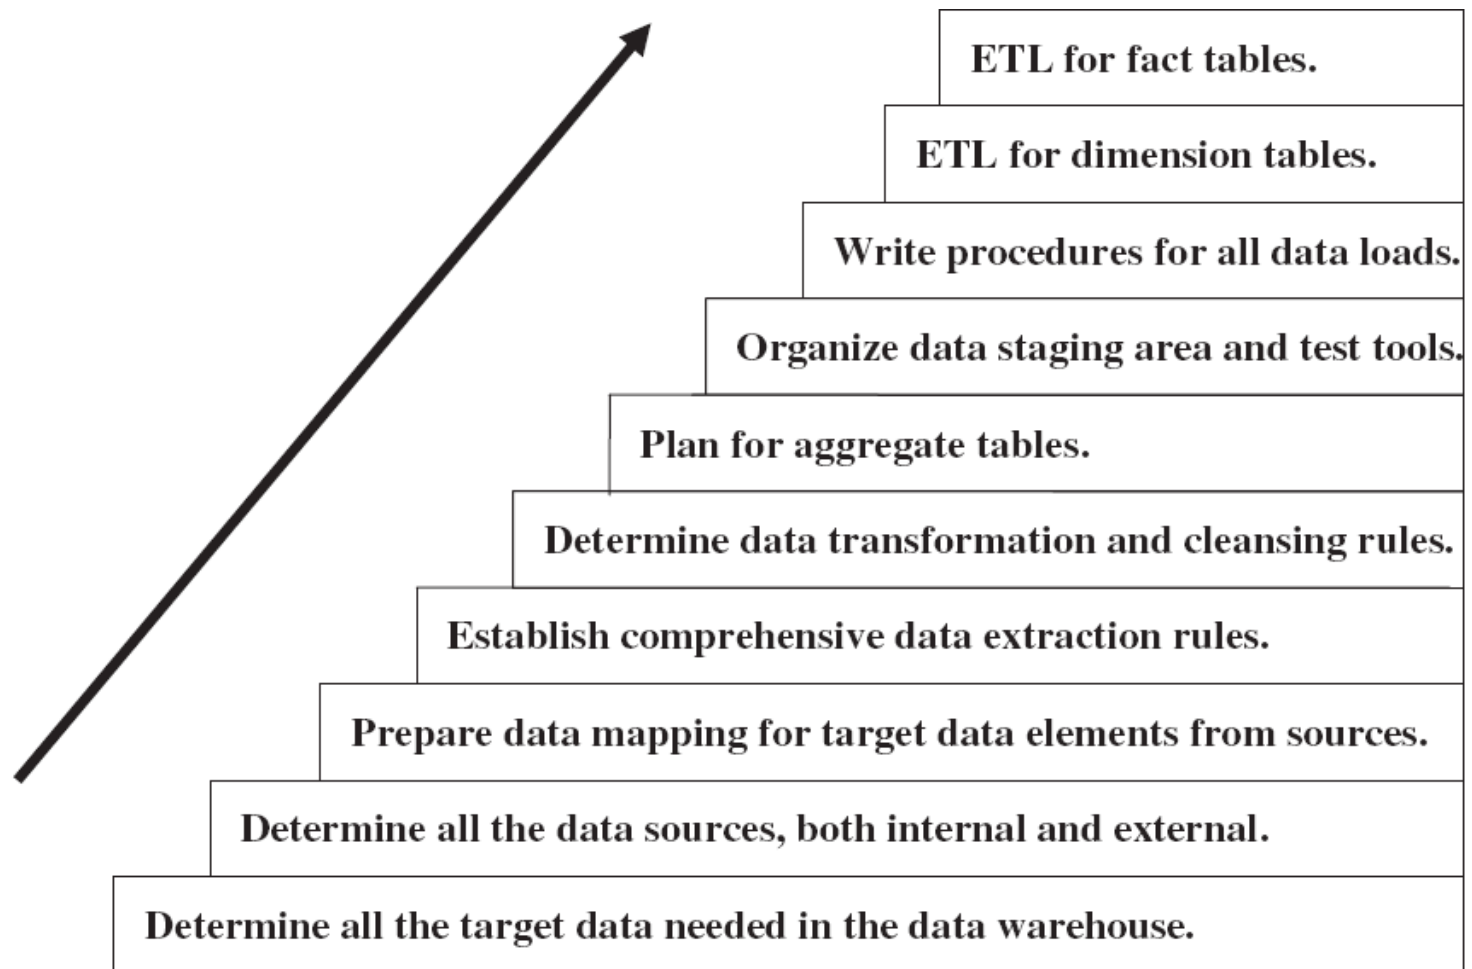 ETL for fact tables.
ETL for dimension tables.
Write procedures for all data loads.
Organize data staging area and test tools.
Plan for aggregate tables.
Determine data transformation and cleansing rules.
Establish comprehensive data extraction rules.
Prepare data mapping for target data elements from sources.
Determine all the data sources, both internal and external.
Determine all the target data needed in the data warehouse.